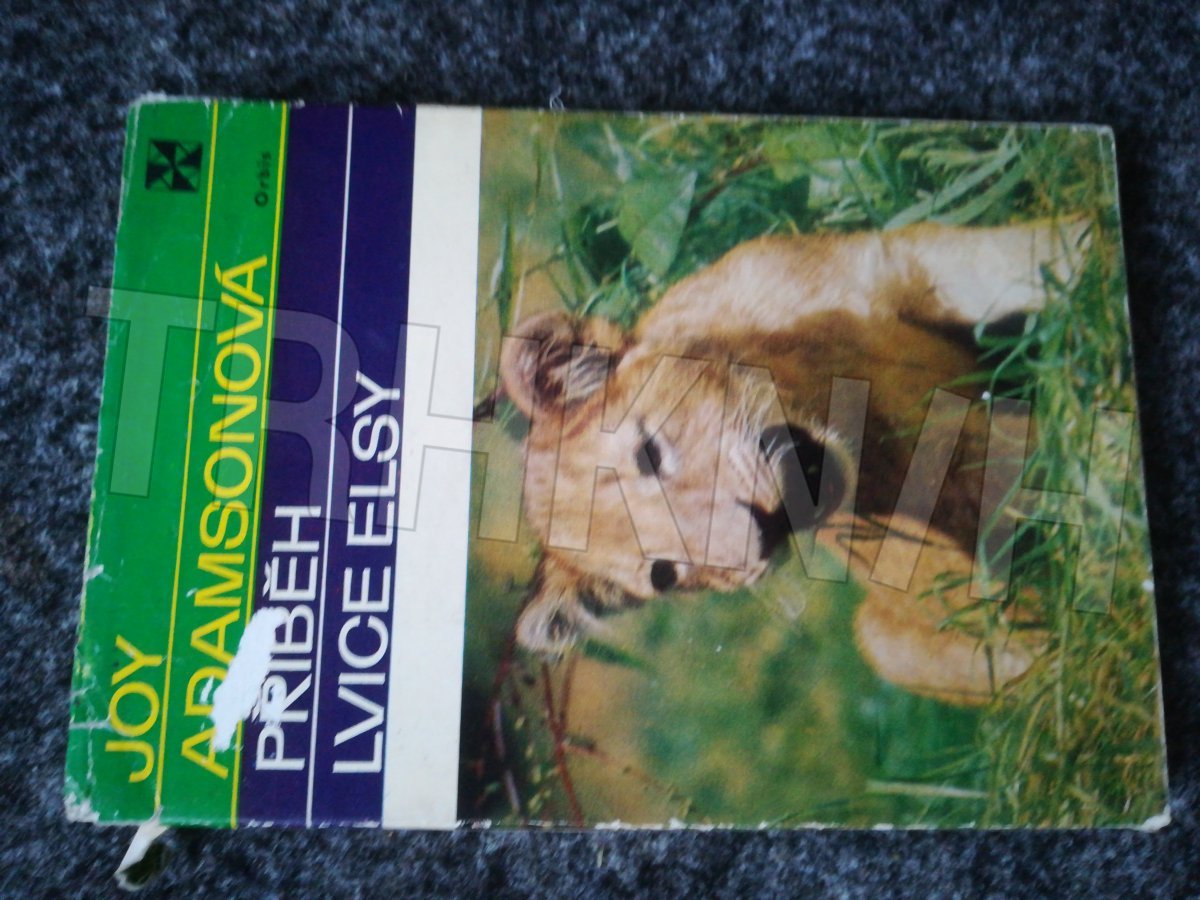 JOY
ADAMSONOVÁ
Orbis
PŘÍBĚH
LVICE ELSY
TRHKNIH